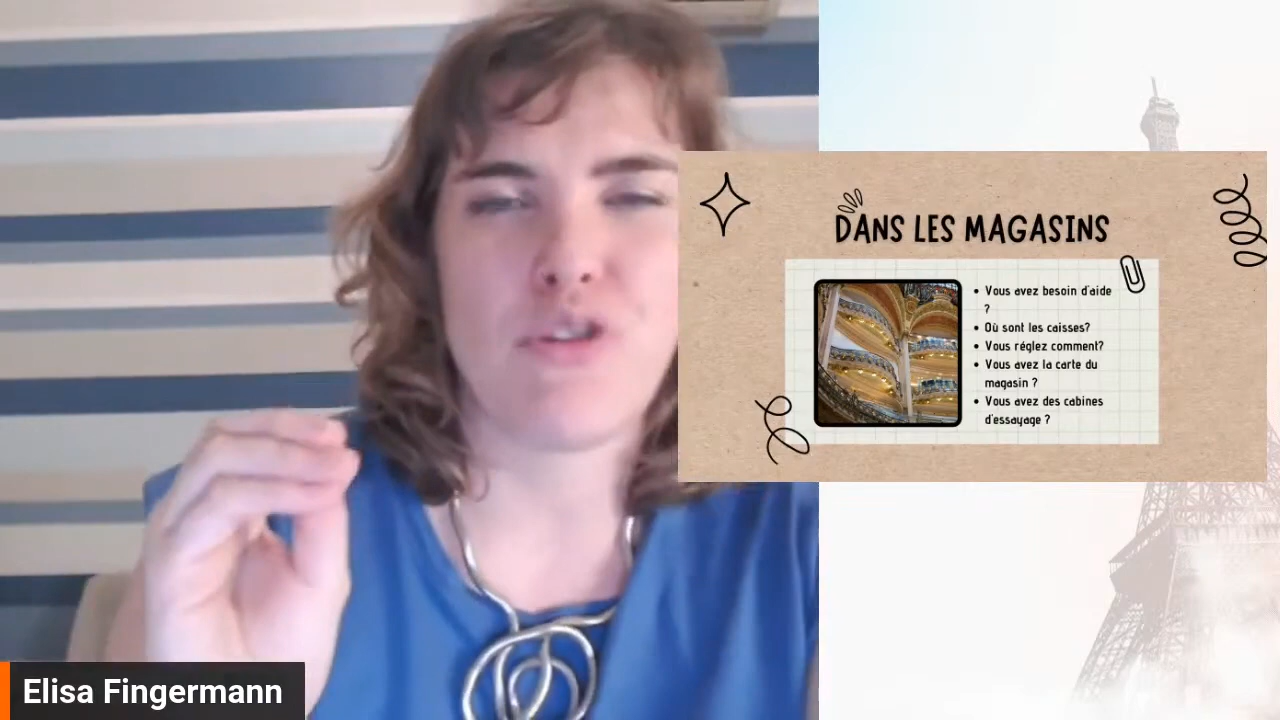 DANS LES MAGASINS
• Vous avez besoin d'aide
?
• Où sont les caisses?
• Vous réglez comment?
• Vous avez la carte du
magasin ?
• Vous avez des cabines
d'essayage ?
Elisa Fingermann